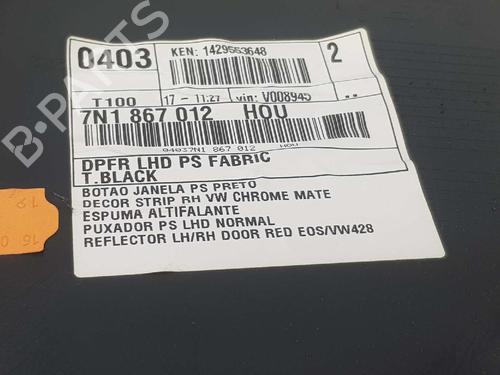 0403
KEN: 1429563648
2
T100
17 - 11:27
vin: V008945
--
7N1 867 012 HOU
04037N1 867 012 HOU
DPFR LHD PS FABRIC
T.BLACK
BOTAO JANELA PS PRETO
DECOR STRIP RH VW CHROME MATE
ESPUMA ALTIFALANTE
PUXADOR PS LHD NORMAL
REFLECTOR LH/RH DOOR RED EOS/VW428
B-PARTS